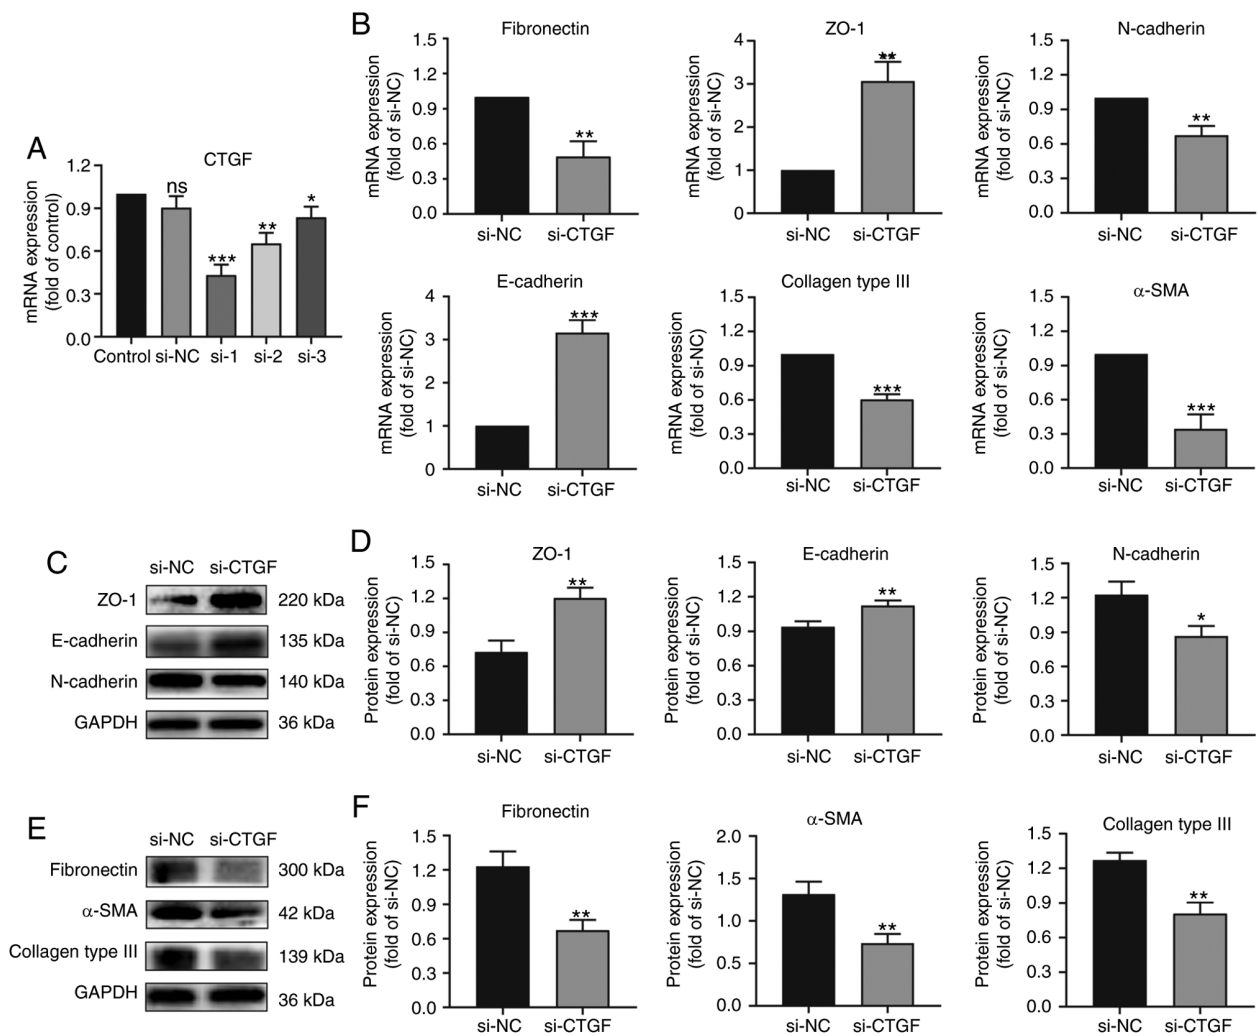 A
CTGF
mRNA expression
(fold of control)
1.2
0.9
0.6
0.3
0.0
ns
***
**
*
Control si-NC si-1 si-2 si-3
B
Fibronectin
mRNA expression
(fold of si-NC)
1.5
1.2
0.9
0.6
0.3
0.0
**
si-NC si-CTGF
ZO-1
mRNA expression
(fold of si-NC)
4
3
2
1
0
**
si-NC si-CTGF
N-cadherin
mRNA expression
(fold of si-NC)
1.5
1.2
0.9
0.6
0.3
0.0
**
si-NC si-CTGF
E-cadherin
mRNA expression
(fold of si-NC)
4
3
2
1
0
***
si-NC si-CTGF
Collagen type III
mRNA expression
(fold of si-NC)
1.5
1.2
0.9
0.6
0.3
0.0
***
si-NC si-CTGF
α-SMA
mRNA expression
(fold of si-NC)
1.5
1.2
0.9
0.6
0.3
0.0
***
si-NC si-CTGF
C
si-NC si-CTGF
ZO-1 220 kDa
E-cadherin 135 kDa
N-cadherin 140 kDa
GAPDH 36 kDa
D
ZO-1
Protein expression
(fold of si-NC)
1.5
1.2
0.9
0.6
0.3
0.0
**
si-NC si-CTGF
E-cadherin
Protein expression
(fold of si-NC)
1.5
1.2
0.9
0.6
0.3
0.0
**
si-NC si-CTGF
N-cadherin
Protein expression
(fold of si-NC)
1.5
1.2
0.9
0.6
0.3
0.0
*
si-NC si-CTGF
E
si-NC si-CTGF
Fibronectin 300 kDa
α-SMA 42 kDa
Collagen type III 139 kDa
GAPDH 36 kDa
F
Fibronectin
Protein expression
(fold of si-NC)
1.5
1.2
0.9
0.6
0.3
0.0
**
si-NC si-CTGF
α-SMA
Protein expression
(fold of si-NC)
2.0
1.5
1.0
0.5
0.0
**
si-NC si-CTGF
Collagen type III
Protein expression
(fold of si-NC)
1.5
1.2
0.9
0.6
0.3
0.0
**
si-NC si-CTGF